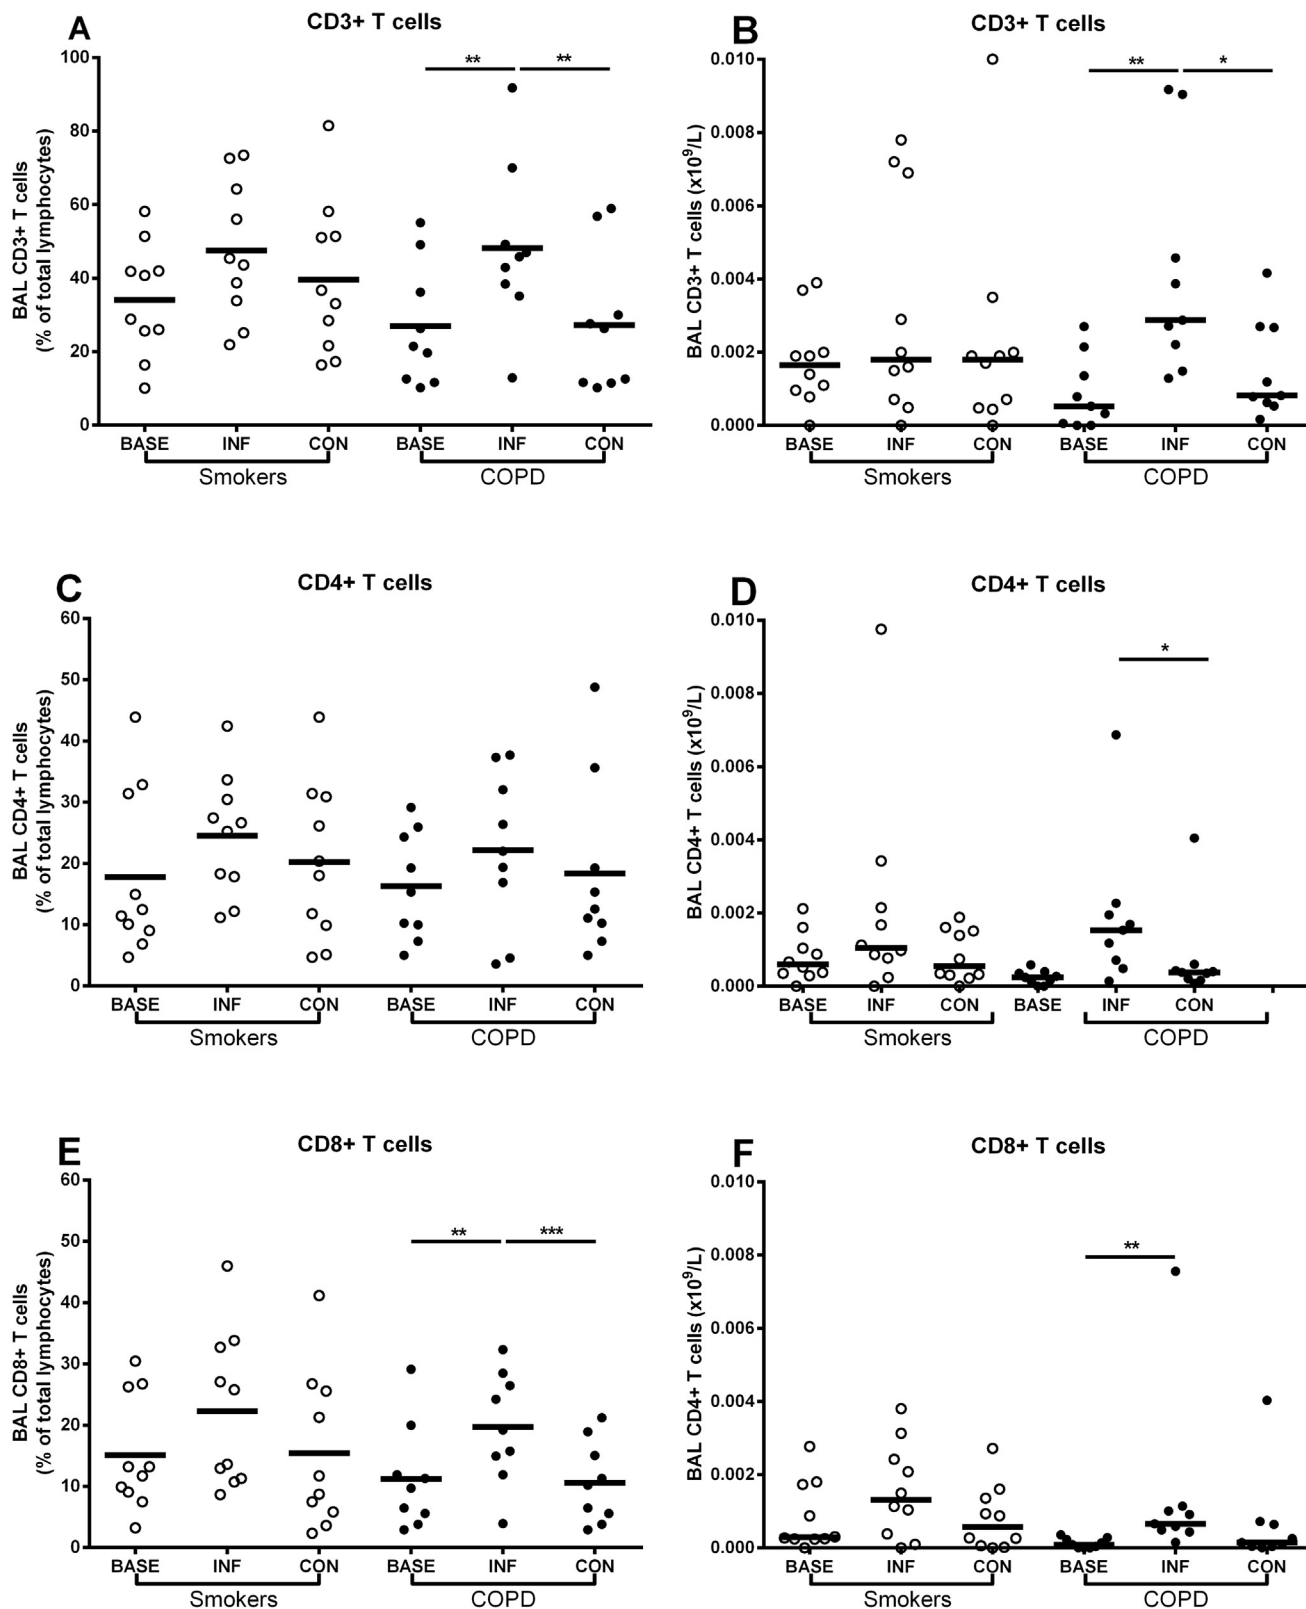 A
CD3+ T cells
BAL CD3+ T cells
(% of total lymphocytes)
100
80
60
40
20
0
** **
BASE INF CON BASE INF CON
Smokers COPD
B
CD3+ T cells
BAL CD3+ T cells (x10⁹/L)
0.010
0.008
0.006
0.004
0.002
0.000
** *
BASE INF CON BASE INF CON
Smokers COPD
C
CD4+ T cells
BAL CD4+ T cells
(% of total lymphocytes)
60
50
40
30
20
10
0
BASE INF CON BASE INF CON
Smokers COPD
D
CD4+ T cells
BAL CD4+ T cells (x10⁹/L)
0.010
0.008
0.006
0.004
0.002
0.000
*
BASE INF CON BASE INF CON
Smokers COPD
E
CD8+ T cells
BAL CD8+ T cells
(% of total lymphocytes)
60
50
40
30
20
10
0
** ***
BASE INF CON BASE INF CON
Smokers COPD
F
CD8+ T cells
BAL CD4+ T cells (x10⁹/L)
0.010
0.008
0.006
0.004
0.002
0.000
**
BASE INF CON BASE INF CON
Smokers COPD